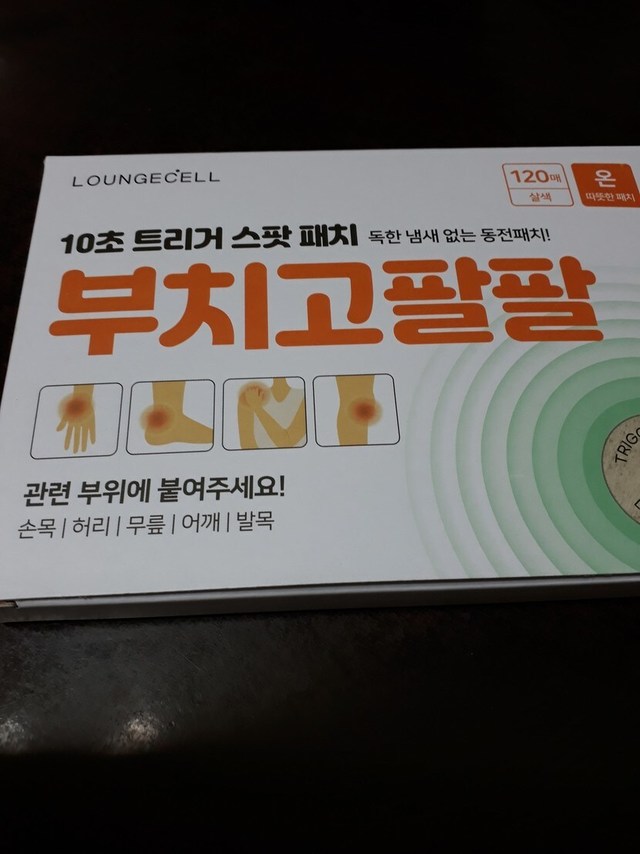 LOUNGECELL
120매
살색
온
따뜻한 패치
10초 트리거 스팟 패치 독한 냄새 없는 동전패치!
부치고팔팔
관련 부위에 붙여주세요!
손목 | 허리 | 무릎 | 어깨 | 발목